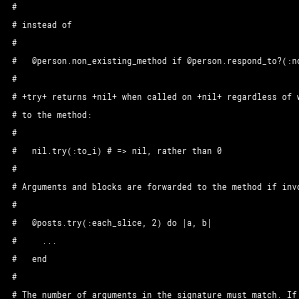 #
# instead of
#
#   @person.non_existing_method if @person.respond_to?(:no
#
# +try+ returns +nil+ when called on +nil+ regardless of w
# to the method:
#
#   nil.try(:to_i) # => nil, rather than 0
#
# Arguments and blocks are forwarded to the method if invo
#
#   @posts.try(:each_slice, 2) do |a, b|
#     ...
#   end
#
# The number of arguments in the signature must match. If